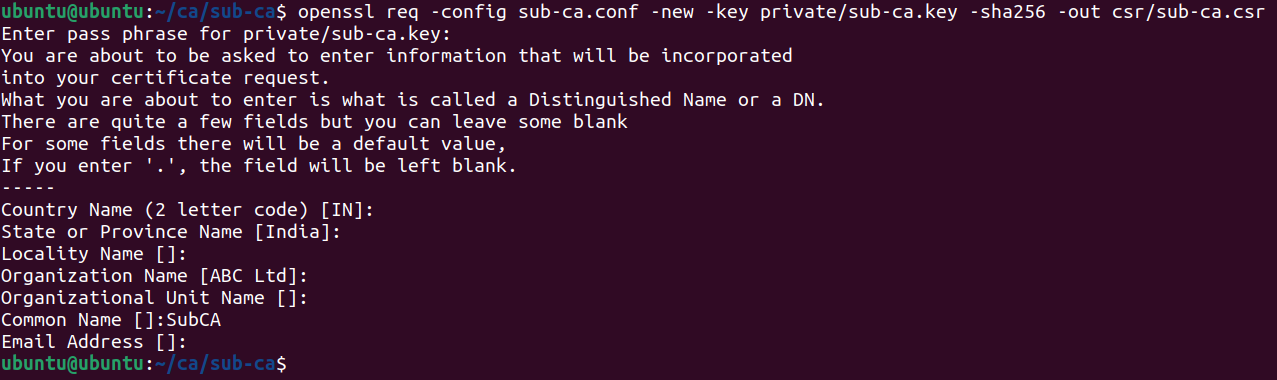 ubuntu@ubuntu:~/ca/sub-ca$ openssl req -config sub-ca.conf -new -key private/sub-ca.key -sha256 -out csr/sub-ca.csr
Enter pass phrase for private/sub-ca.key:
You are about to be asked to enter information that will be incorporated
into your certificate request.
What you are about to enter is what is called a Distinguished Name or a DN.
There are quite a few fields but you can leave some blank
For some fields there will be a default value,
If you enter '.', the field will be left blank.
-----
Country Name (2 letter code) [IN]:
State or Province Name [India]:
Locality Name []:
Organization Name [ABC Ltd]:
Organizational Unit Name []:
Common Name []:SubCA
Email Address []:
ubuntu@ubuntu:~/ca/sub-ca$